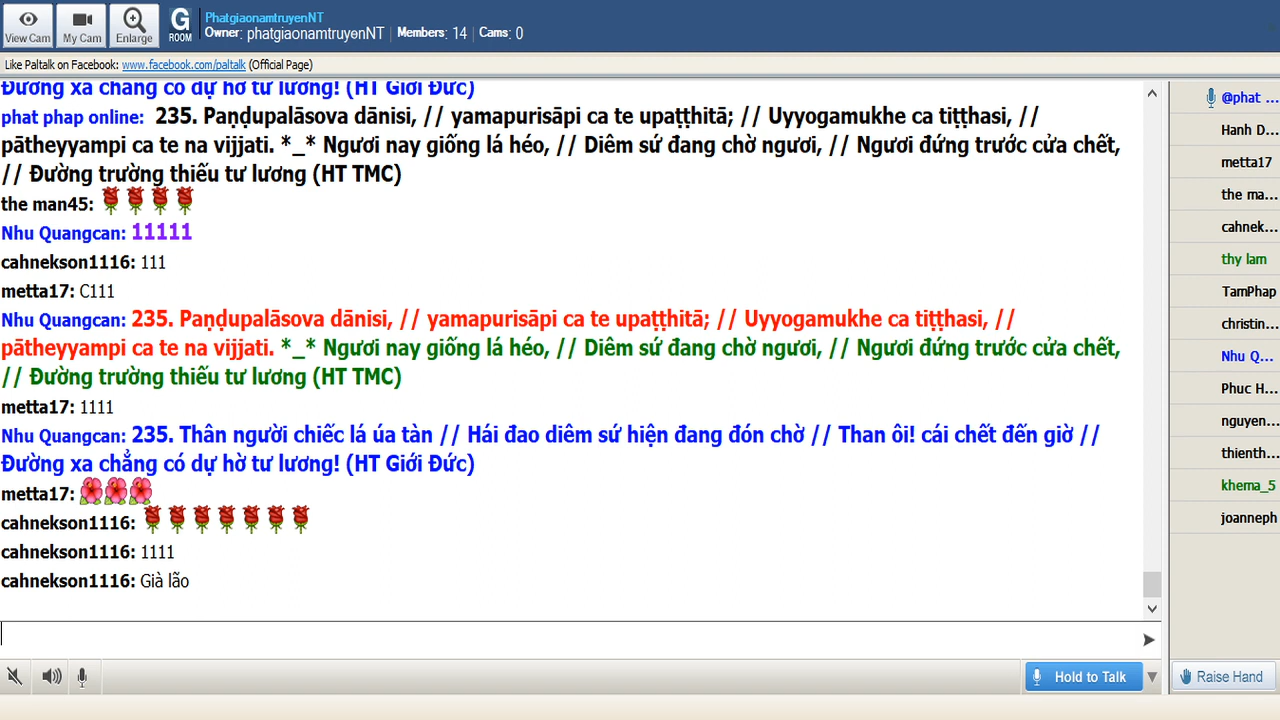 View Cam
My Cam
Enlarge
G
ROOM
PhatgiaonamtruyenNT
Owner: phatgiaonamtruyenNT | Members: 14 | Cams: 0
Like Paltalk on Facebook: www.facebook.com/paltalk (Official Page)
Đường xa chẳng có dự hờ tư lương! (HT Giới Đức)
phat phap online: 235. Paṇḍupalāsova dānisi, // yamapurisāpi ca te upaṭṭhitā; // Uyyogamukhe ca tiṭṭhasi, //
pātheyyampi ca te na vijjati. *_* Ngươi nay giống lá héo, // Diêm sứ đang chờ ngươi, // Ngươi đứng trước cửa chết,
// Đường trường thiếu tư lương (HT TMC)
the man45:
Nhu Quangcan: 11111
cahnekson1116: 111
metta17: C111
Nhu Quangcan: 235. Paṇḍupalāsova dānisi, // yamapurisāpi ca te upaṭṭhitā; // Uyyogamukhe ca tiṭṭhasi, //
pātheyyampi ca te na vijjati. *_* Ngươi nay giống lá héo, // Diêm sứ đang chờ ngươi, // Ngươi đứng trước cửa chết,
// Đường trường thiếu tư lương (HT TMC)
metta17: 1111
Nhu Quangcan: 235. Thân người chiếc lá úa tàn // Hái đao diêm sứ hiện đang đón chờ // Than ôi! cái chết đến giờ //
Đường xa chẳng có dự hờ tư lương! (HT Giới Đức)
metta17:
cahnekson1116:
cahnekson1116: 1111
cahnekson1116: Già lão
@phat ...
Hanh D...
metta17
the ma...
cahnek...
thy lam
TamPhap
christin...
Nhu Q...
Phuc H...
nguyen...
thienth...
khema_5
joanneph
Hold to Talk
Raise Hand